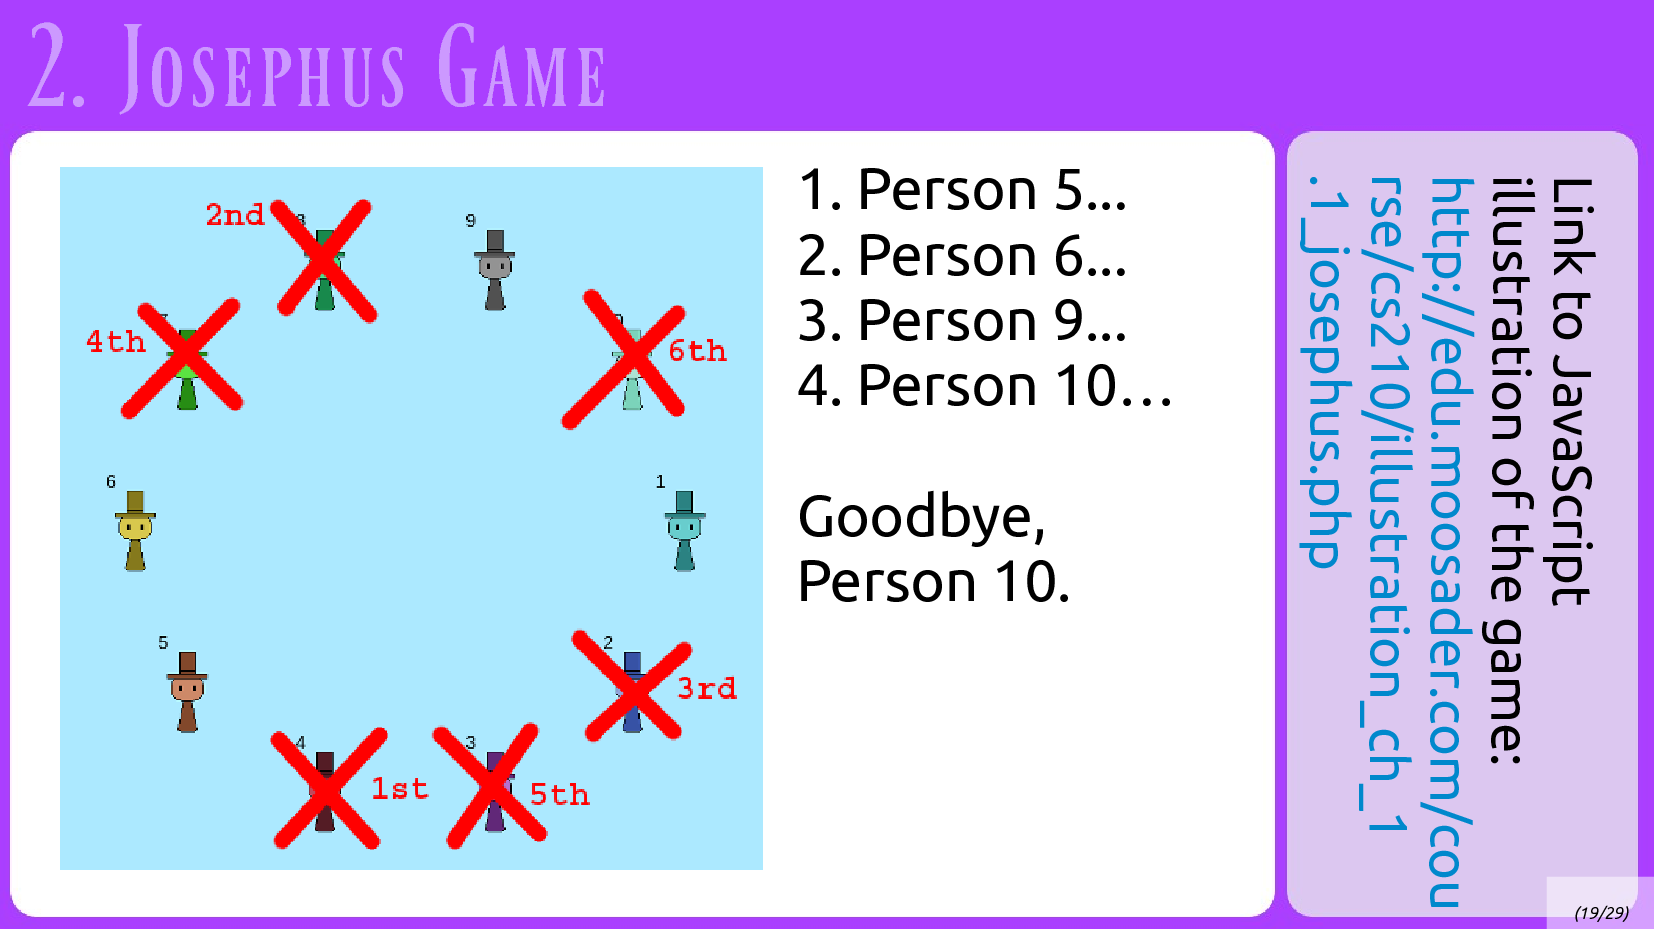 2. Josephus Game
2nd
9
4th
6th
6
1
5
2
3rd
4
3
1st
5th
1. Person 5...
2. Person 6...
3. Person 9...
4. Person 10…
Goodbye,
Person 10.
Link to JavaScript
illustration of the game:
http://edu.moosader.com/cou
rse/cs210/illustration_ch_1
.1_josephus.php
(19/29)